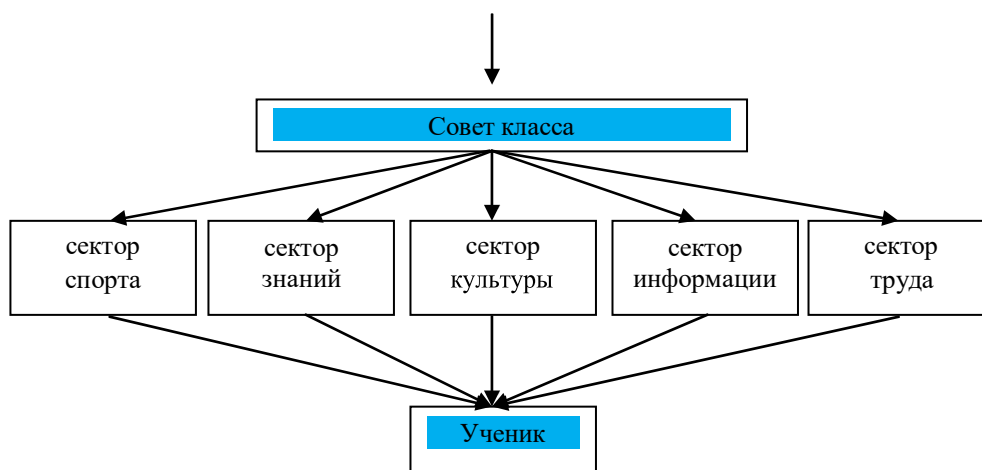 Совет класса
сектор
спорта
сектор
знаний
сектор
культуры
сектор
информации
сектор
труда
Ученик